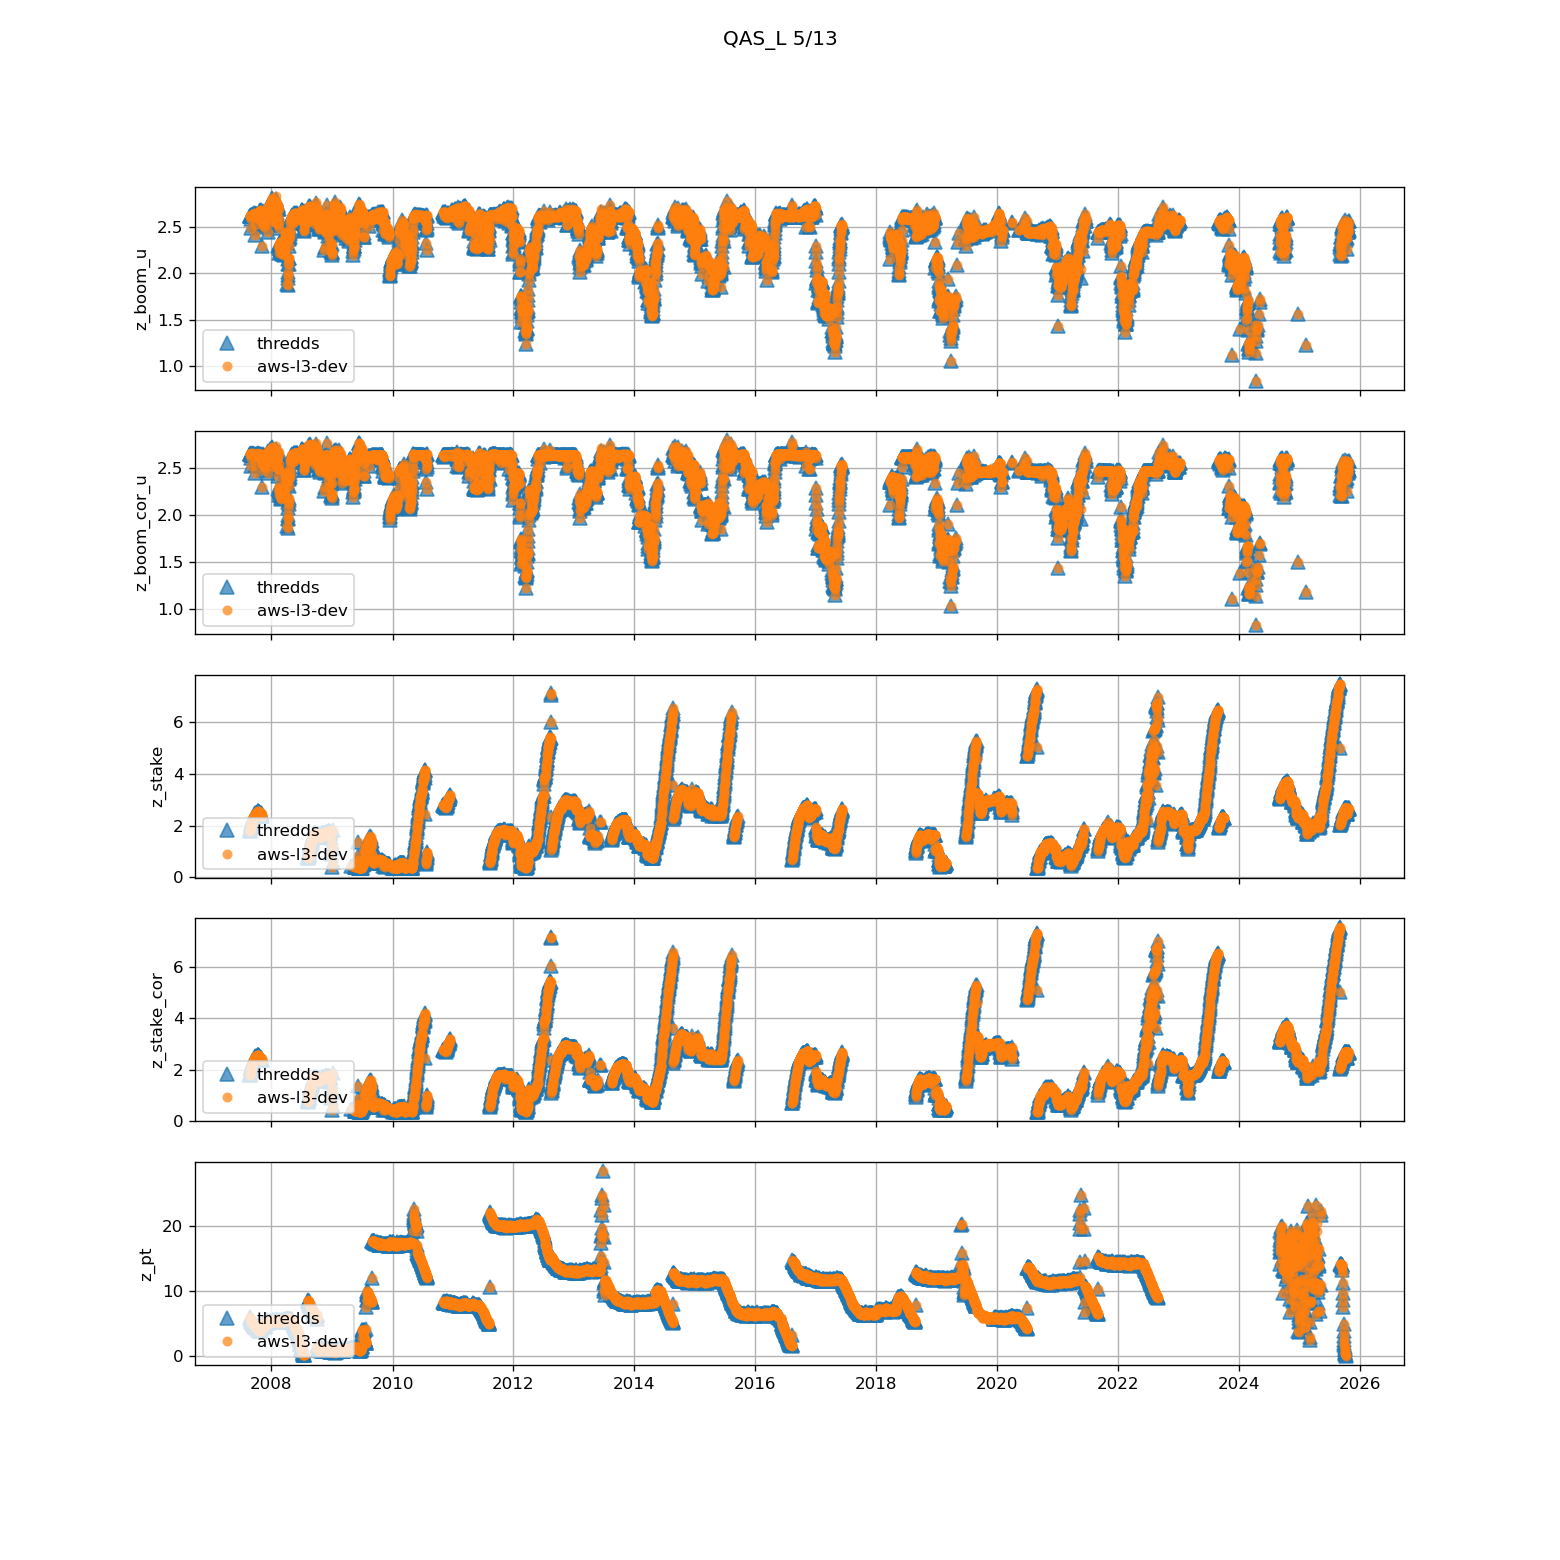 QAS_L 5/13
z_boom_u
2.5
2.0
1.5
1.0
thredds
aws-l3-dev
z_boom_cor_u
2.5
2.0
1.5
1.0
thredds
aws-l3-dev
z_stake
6
4
2
0
thredds
aws-l3-dev
z_stake_cor
6
4
2
0
thredds
aws-l3-dev
z_pt
20
10
0
thredds
aws-l3-dev
2008 2010 2012 2014 2016 2018 2020 2022 2024 2026